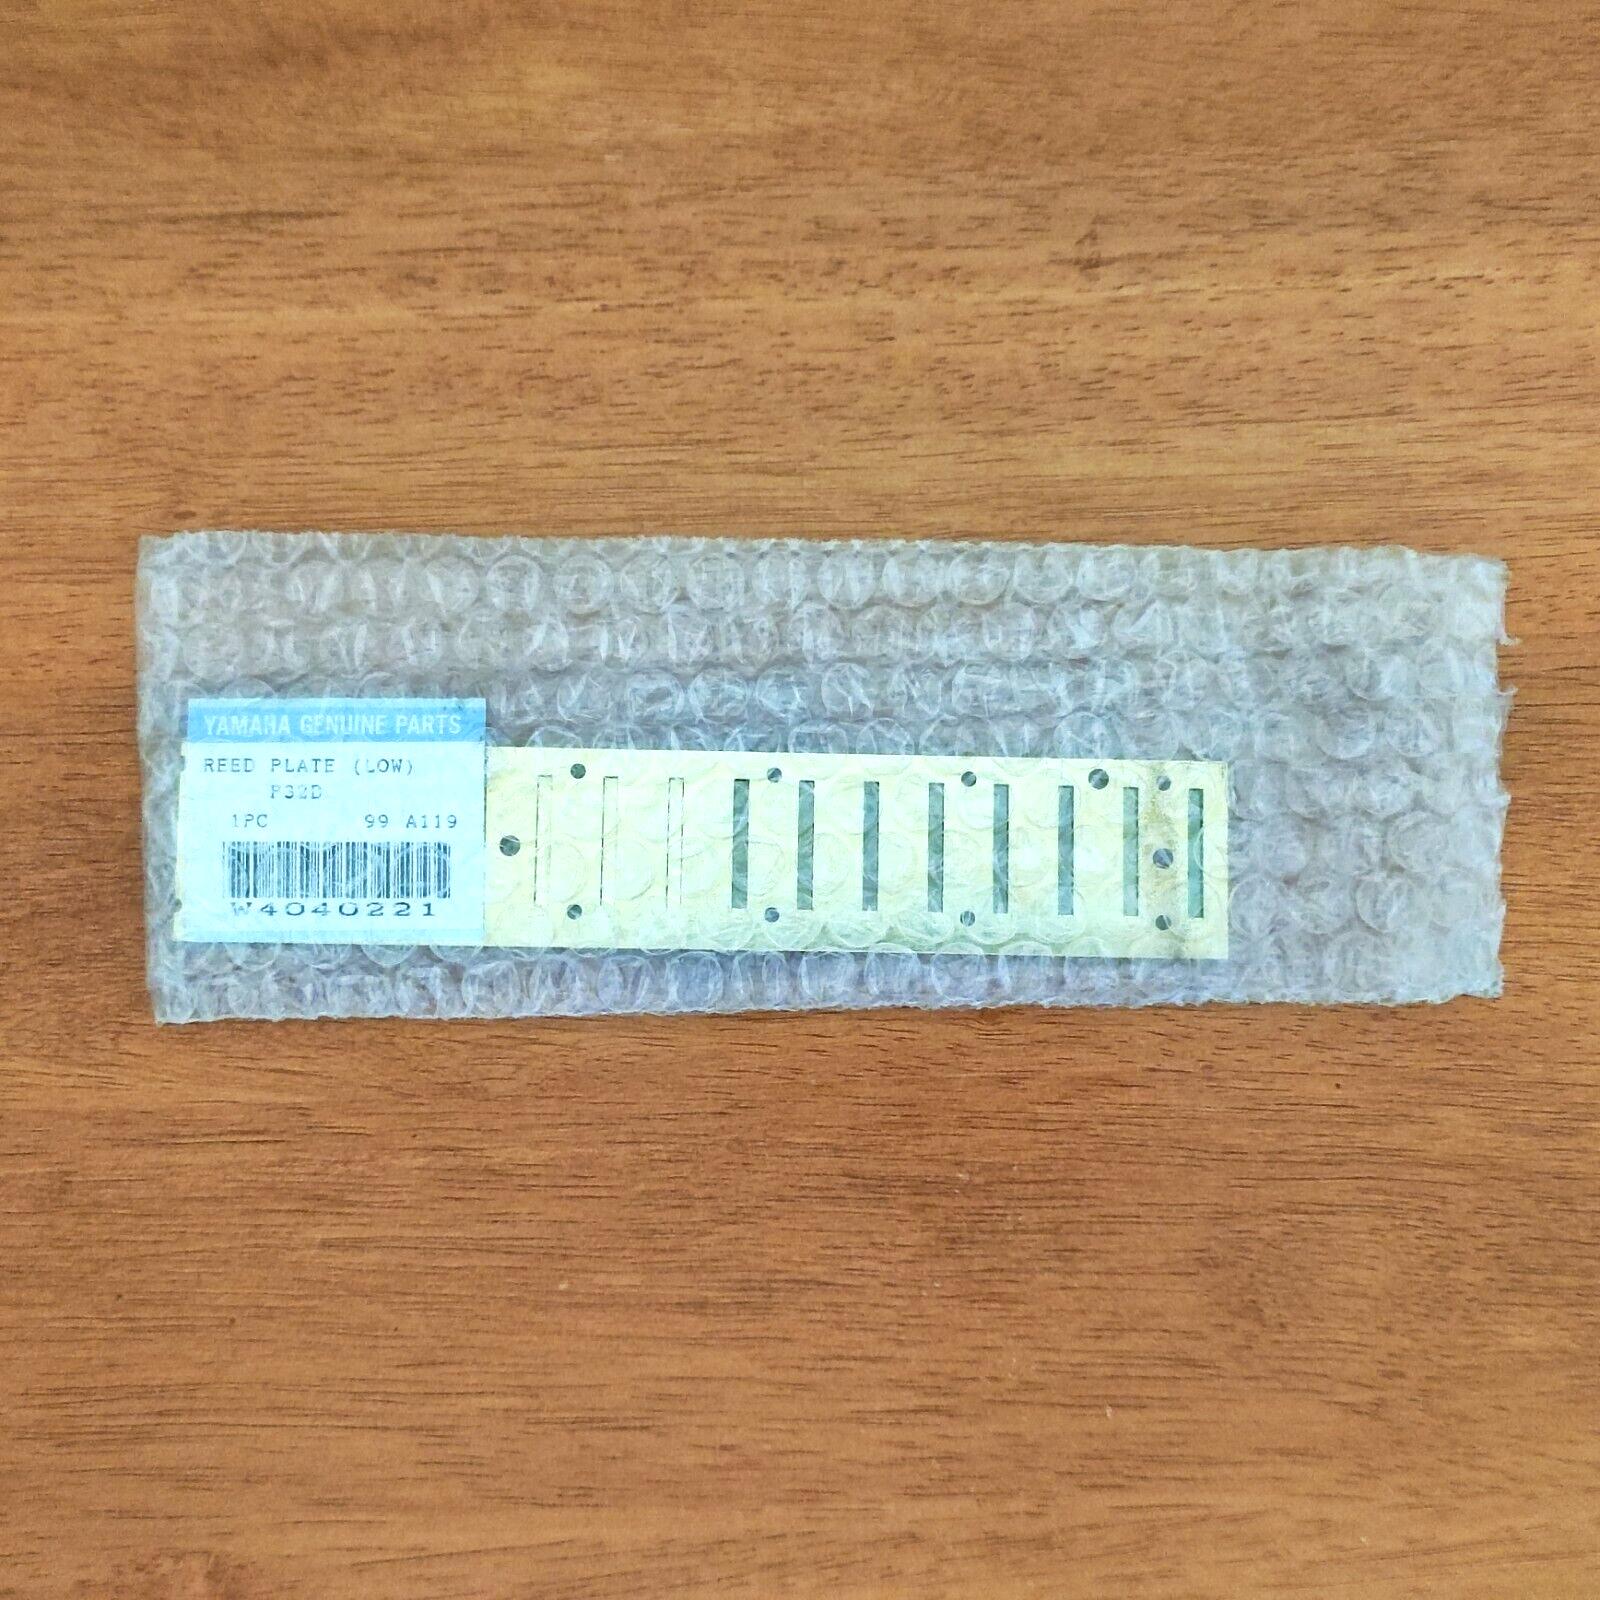 YAMAHA GENUINE PARTS
REED PLATE (LOW)
P32D
1PC 99 A119
W4040221